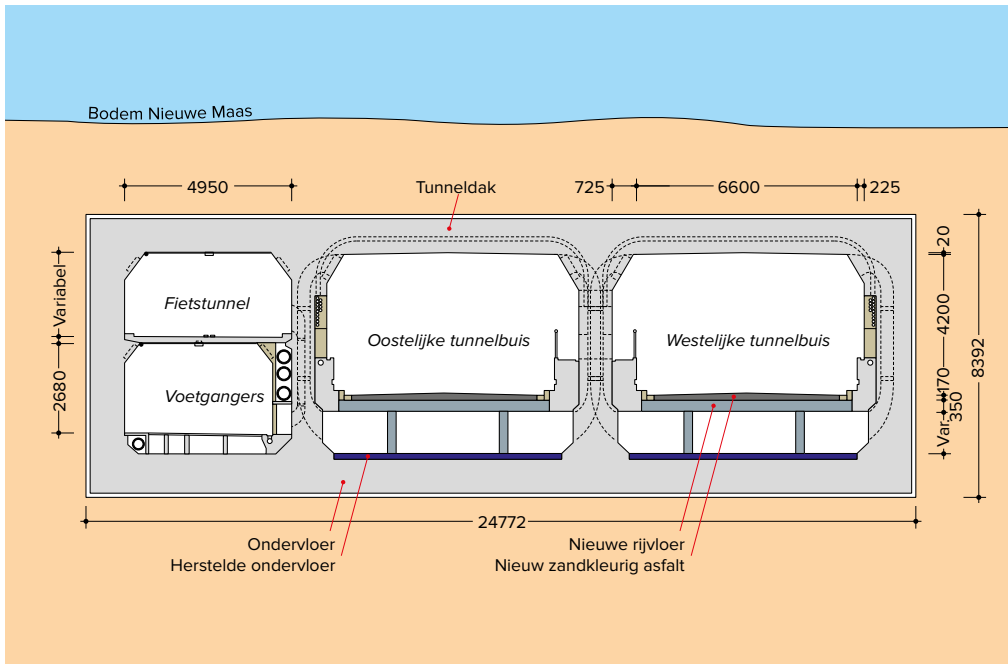 Bodem Nieuwe Maas
4950
Tunneldak
725
6600
225
Variabel
2680
Fietstunnel
Voetgangers
Oostelijke tunnelbuis
Westelijke tunnelbuis
20
4200
170
350
Var.
8392
24772
Ondervloer
Herstelde ondervloer
Nieuwe rijvloer
Nieuw zandkleurig asfalt